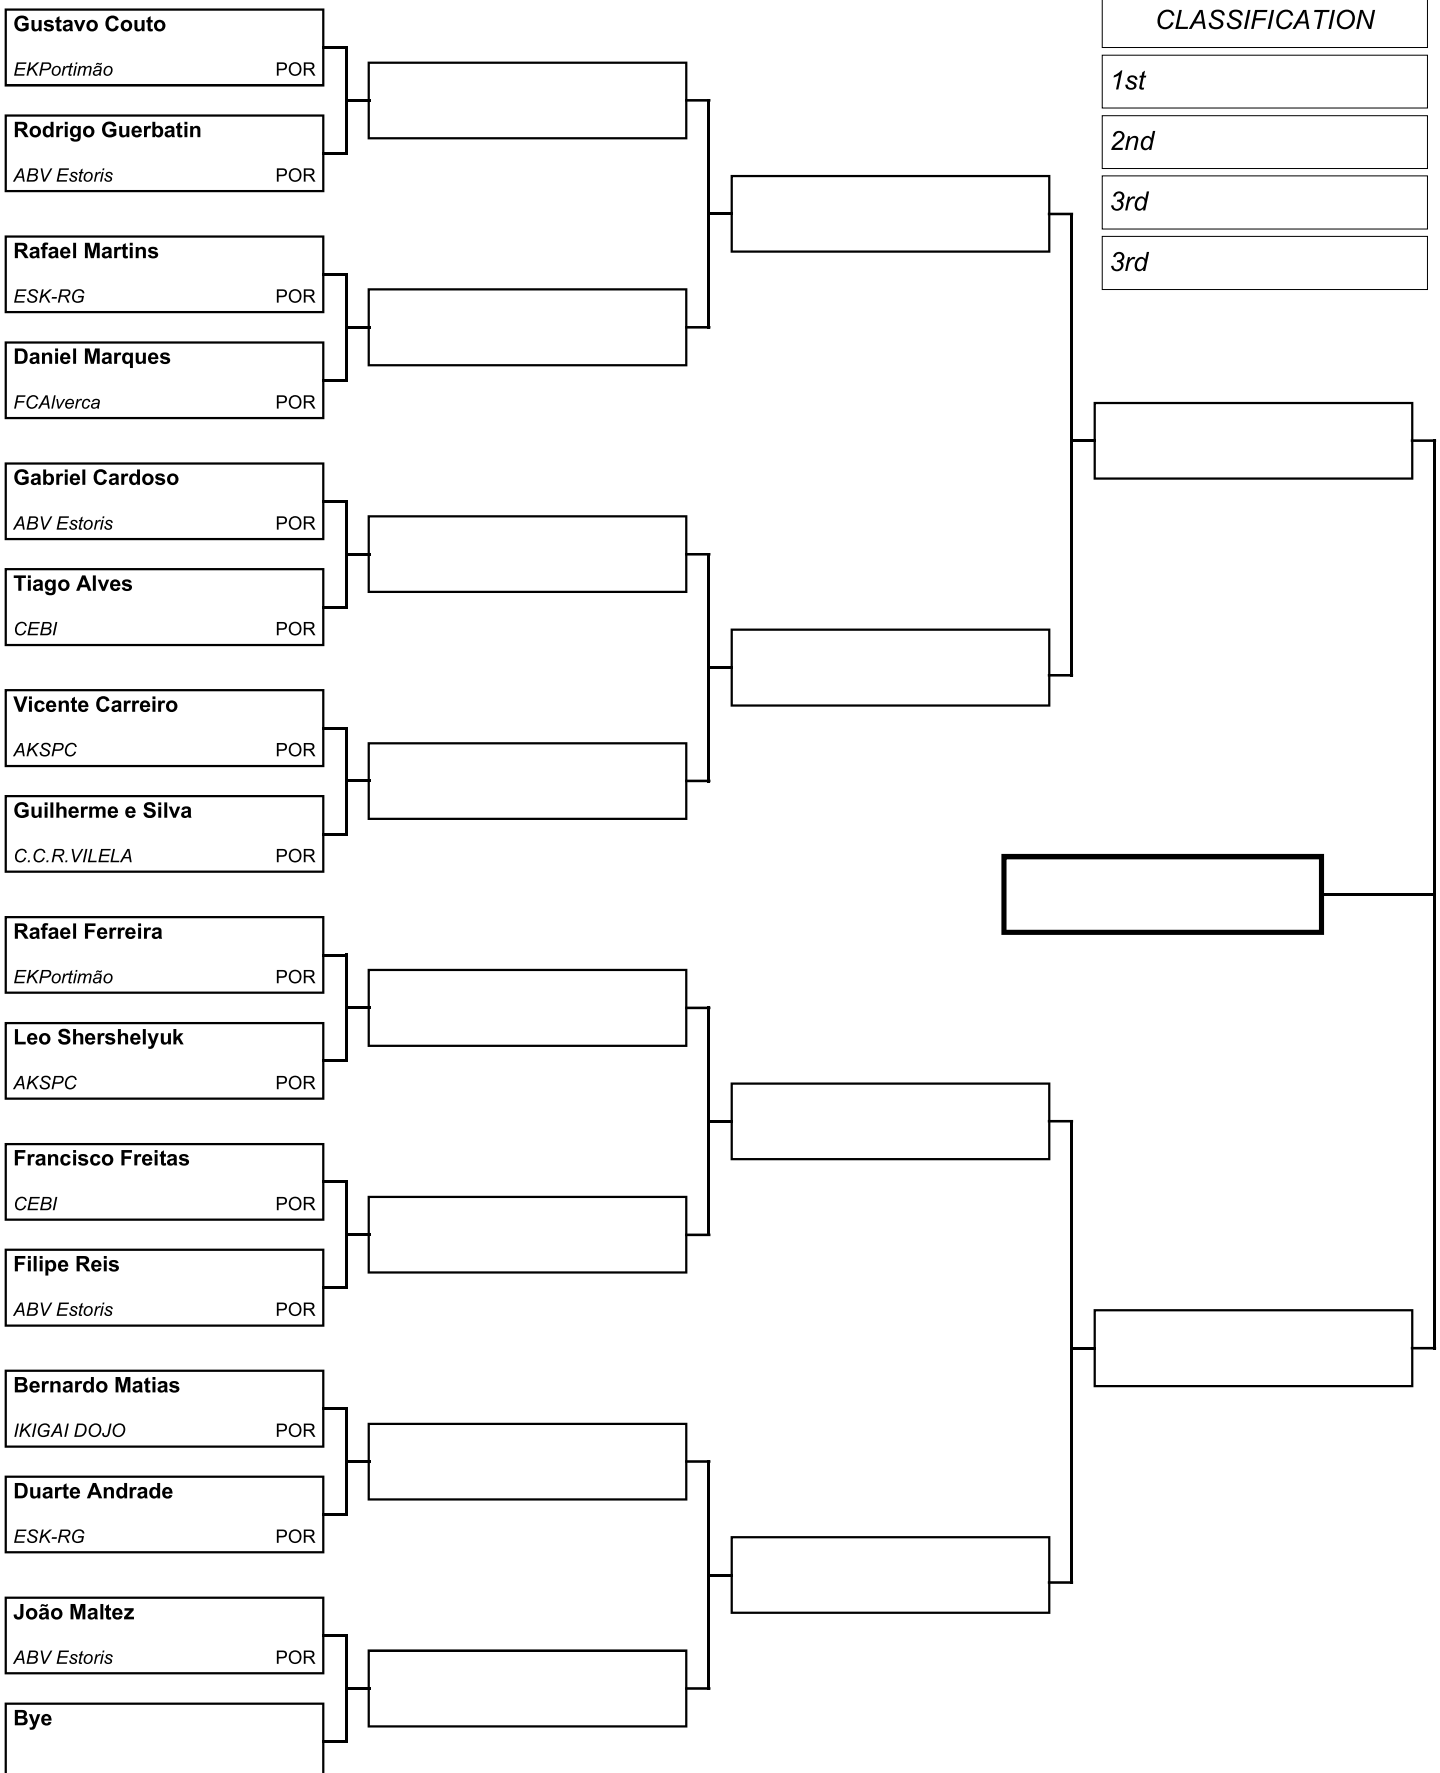 Gustavo Couto
EKPortimão POR
Rodrigo Guerbatin
ABV Estoris POR
Rafael Martins
ESK-RG POR
Daniel Marques
FCAlverca POR
Gabriel Cardoso
ABV Estoris POR
Tiago Alves
CEBI POR
Vicente Carreiro
AKSPC POR
Guilherme e Silva
C.C.R.VILELA POR
Rafael Ferreira
EKPortimão POR
Leo Shershelyuk
AKSPC POR
Francisco Freitas
CEBI POR
Filipe Reis
ABV Estoris POR
Bernardo Matias
IKIGAI DOJO POR
Duarte Andrade
ESK-RG POR
João Maltez
ABV Estoris POR
Bye
CLASSIFICATION
1st
2nd
3rd
3rd